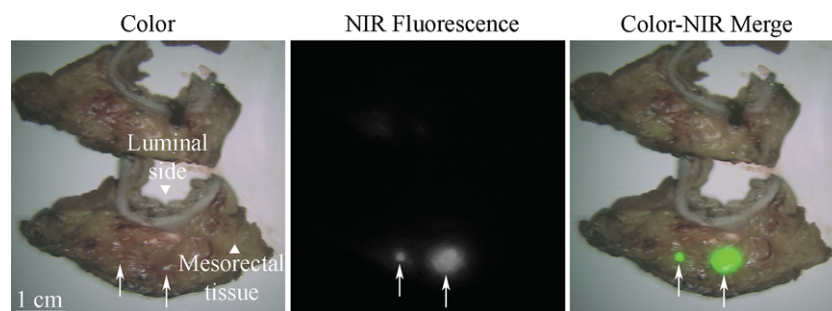 Color
NIR Fluorescence
Color-NIR Merge
Luminal
side
Mesorectal
tissue
1 cm